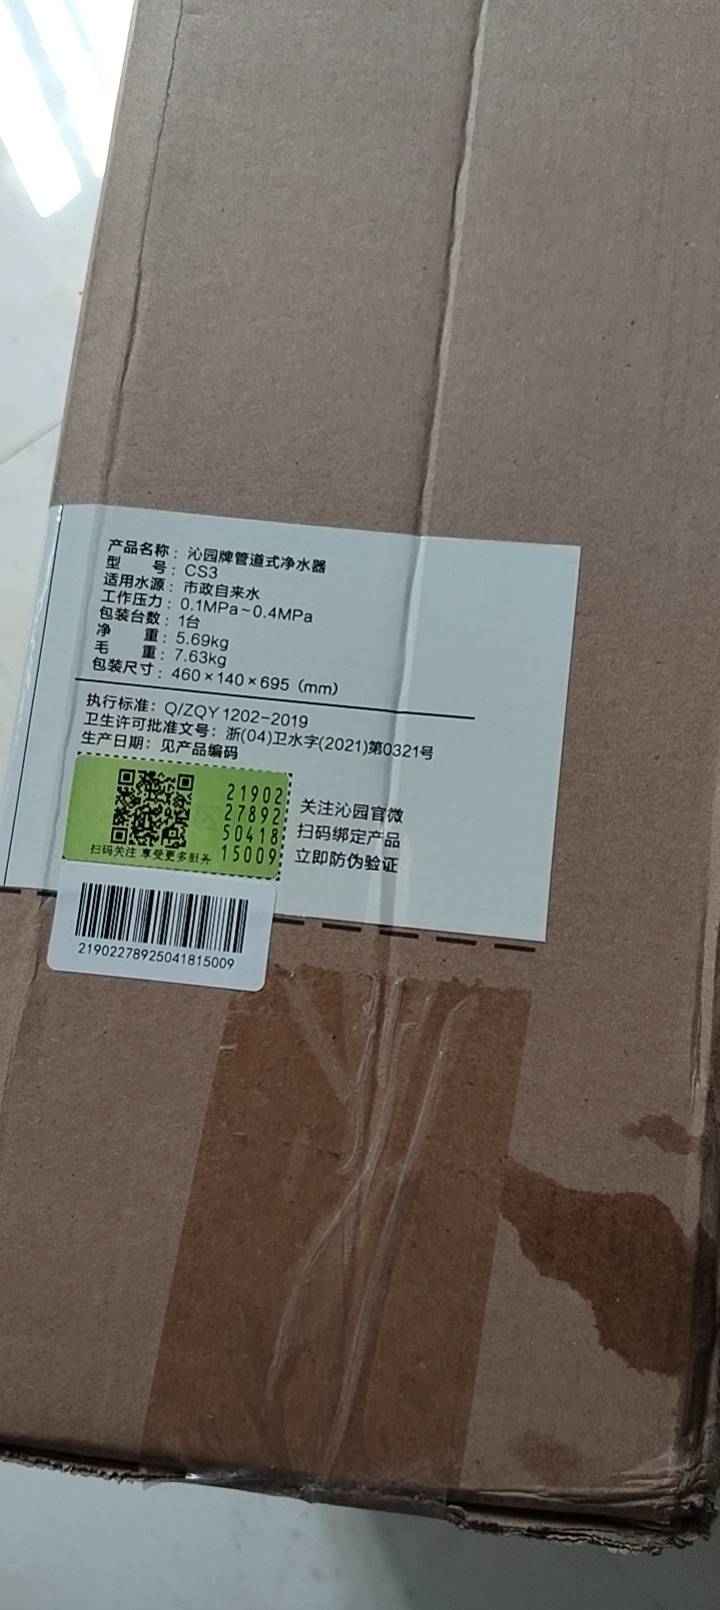 产品名称：沁园牌管道式净水器
型　　号：CS3
适用水源：市政自来水
工作压力：0.1MPa~0.4MPa
包装台数：1台
净　　重：5.69kg
毛　　重：7.63kg
包装尺寸：460×140×695（mm）
执行标准：Q/ZQY 1202-2019
卫生许可批准文号：浙(04)卫水字(2021)第0321号
生产日期：见产品编码
21902
27892
50418
15009
扫码关注 享受更多服务
关注沁园官微
扫码绑定产品
立即防伪验证
21902278925041815009